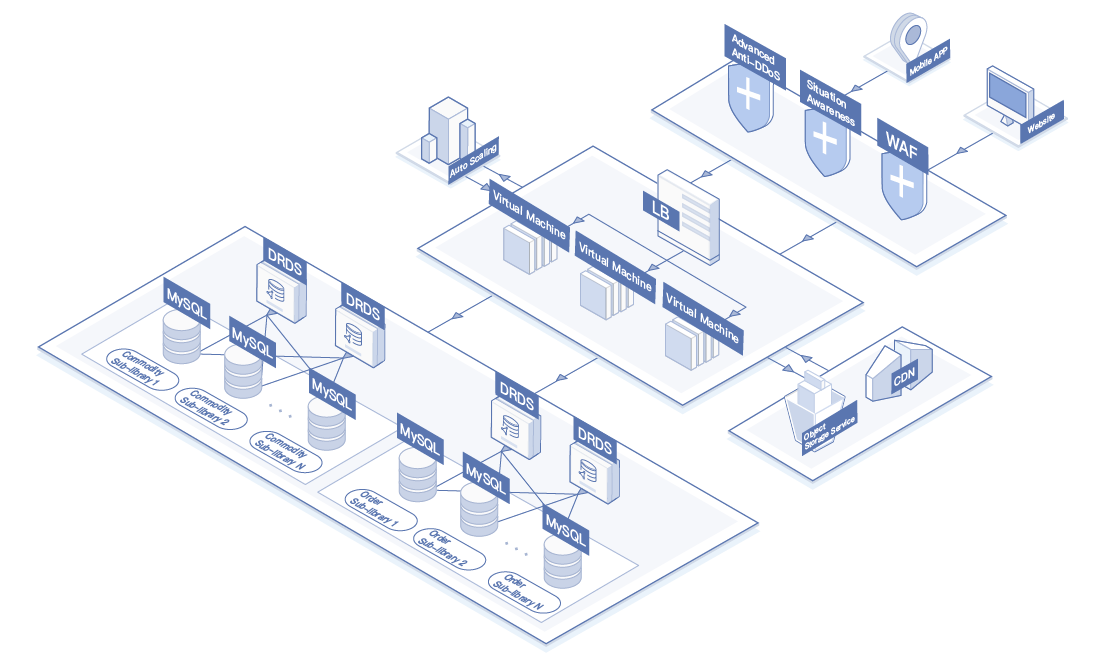 Mobile APP
Advanced
Anti-DDoS
Situation
Awareness
WAF
Website
Auto Scaling
LB
Virtual Machine
Virtual Machine
Virtual Machine
CDN
Object
Storage Service
DRDS
DRDS
MySQL
MySQL
MySQL
Commodity
Sub-library 1
Commodity
Sub-library 2
Commodity
Sub-library N
DRDS
DRDS
MySQL
MySQL
MySQL
Order
Sub-library 1
Order
Sub-library 2
Order
Sub-library N